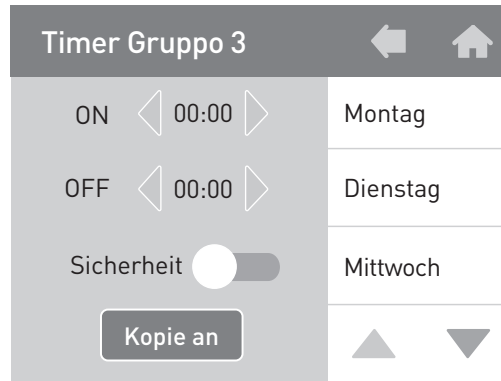 Timer Gruppo 3
ON 00:00
OFF 00:00
Sicherheit
Kopie an
Montag
Dienstag
Mittwoch